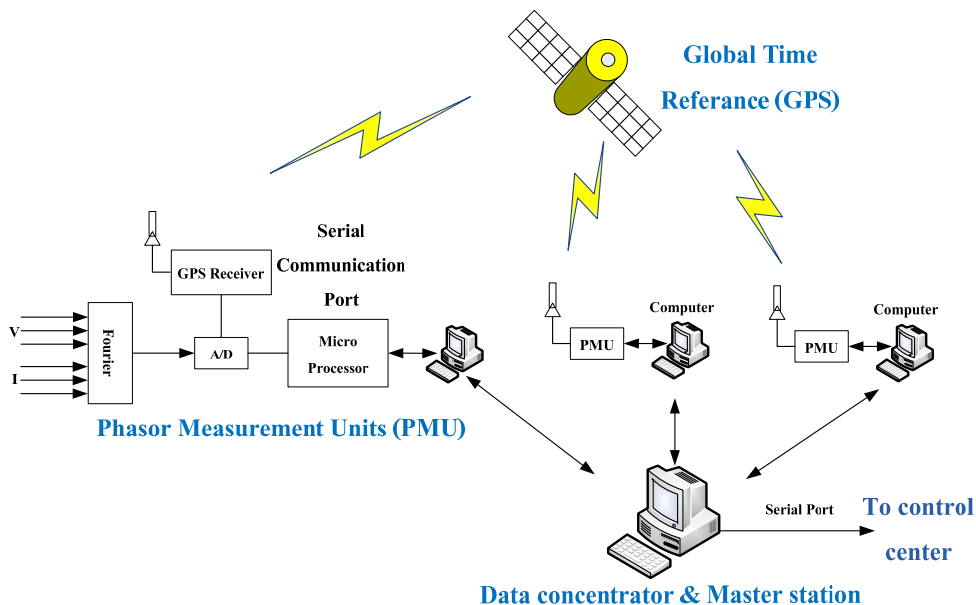 Global Time
Referance (GPS)
Serial
Communication
Port
GPS Receiver
V
I
Fourier
A/D
Micro
Processor
Computer
PMU
Computer
PMU
Phasor Measurement Units (PMU)
Serial Port
To control
center
Data concentrator & Master station